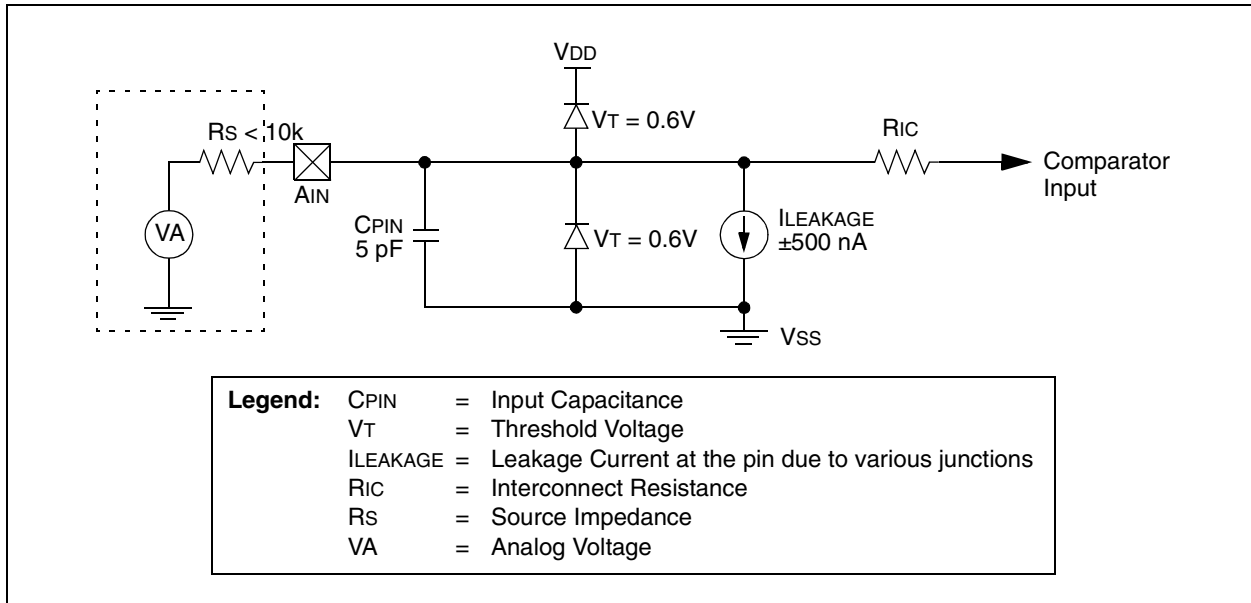 VDD
VT = 0.6V
RS < 10k
RIC
AIN
Comparator
Input
VA
CPIN
5 pF
VT = 0.6V
ILEAKAGE
±500 nA
VSS
Legend: CPIN = Input Capacitance
VT = Threshold Voltage
ILEAKAGE = Leakage Current at the pin due to various junctions
RIC = Interconnect Resistance
RS = Source Impedance
VA = Analog Voltage